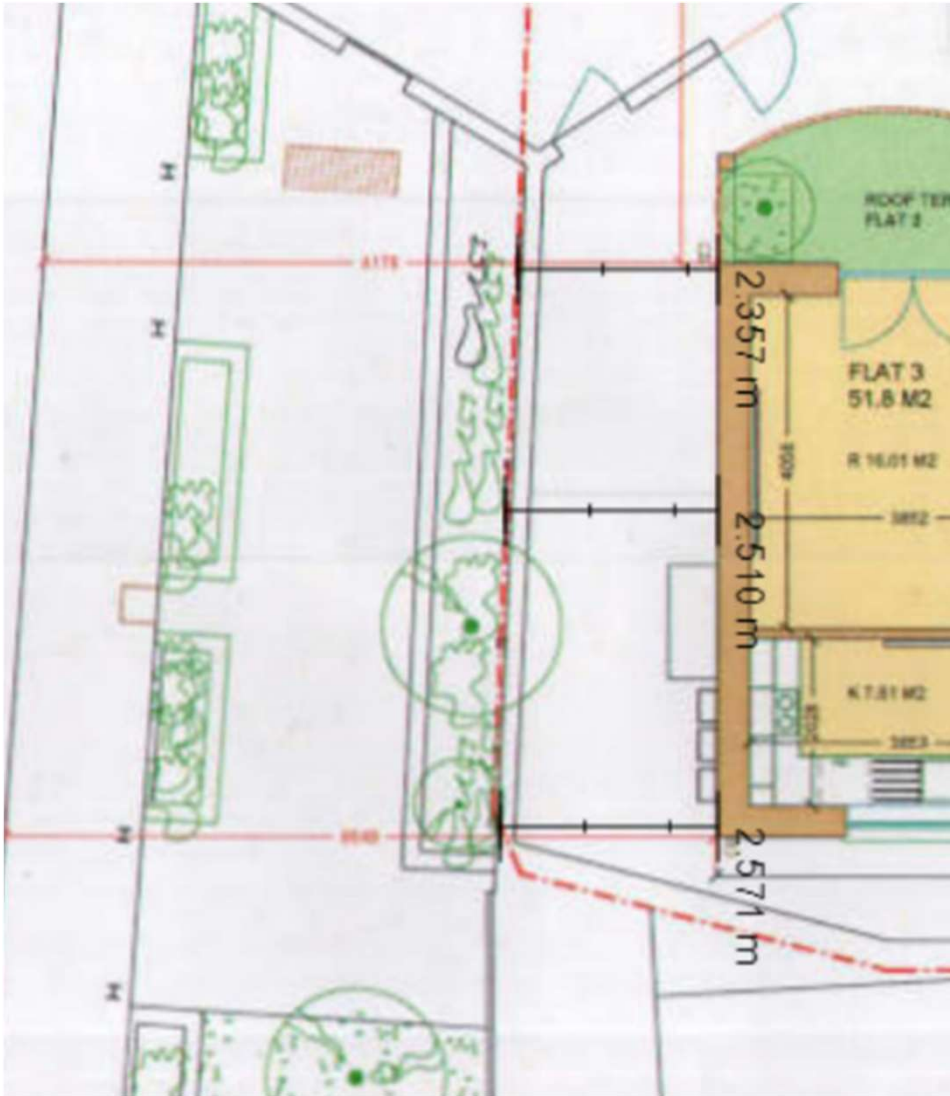 ROOF TER
FLAT 2
2.357 m
FLAT 3
51.8 M2
R 16.01 M2
3852
2.510 m
K 7.81 M2
2.571 m
H
H
H
H